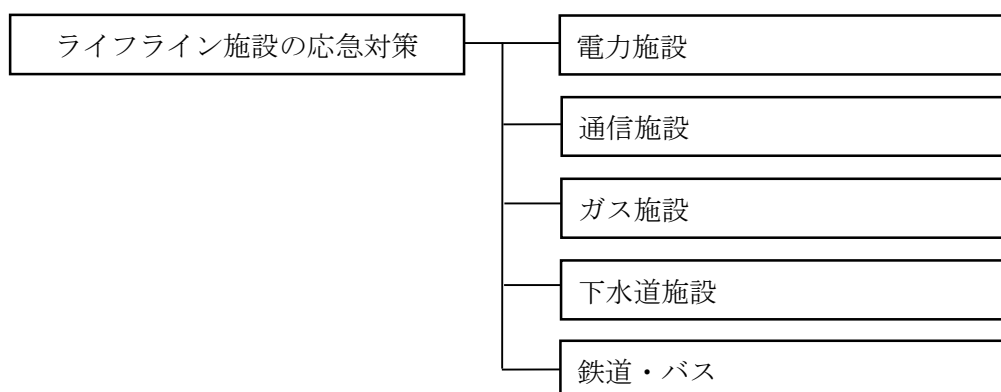 ライフライン施設の応急対策
電力施設
通信施設
ガス施設
下水道施設
鉄道・バス